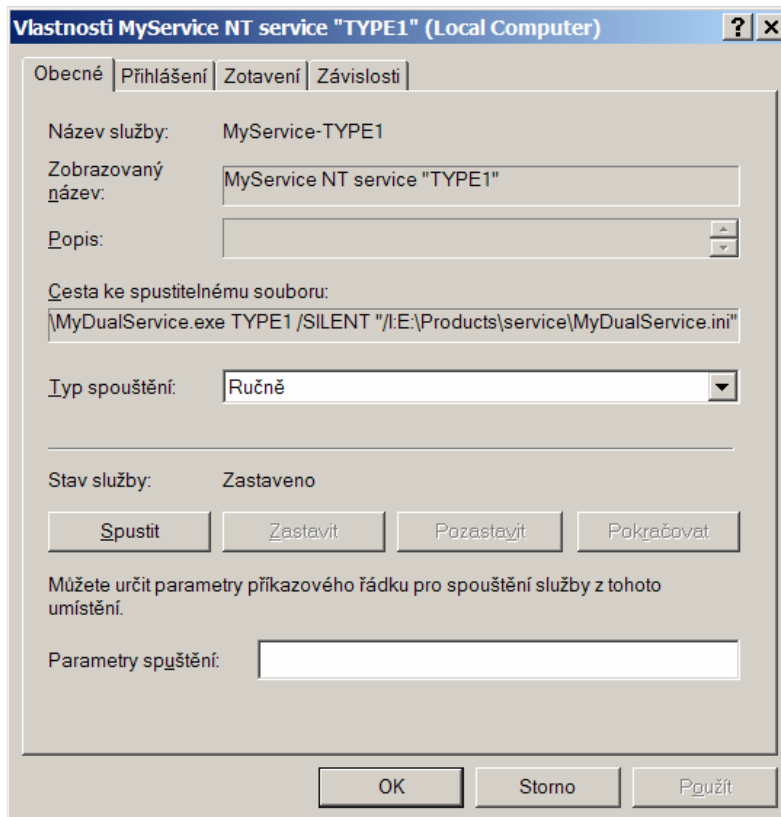 Vlastnosti MyService NT service "TYPE1" (Local Computer)
Obecné Přihlášení Zotavení Závislosti
Název služby: MyService-TYPE1
Zobrazovaný
název: MyService NT service "TYPE1"
Popis:
Cesta ke spustitelnému souboru:
\MyDualService.exe TYPE1 /SILENT "/I:E:\Products\service\MyDualService.ini"
Typ spouštění: Ručně
Stav služby: Zastaveno
Spustit Zastavit Pozastavit Pokračovat
Můžete určit parametry příkazového řádku pro spouštění služby z tohoto
umístění.
Parametry spuštění:
OK Storno Použít